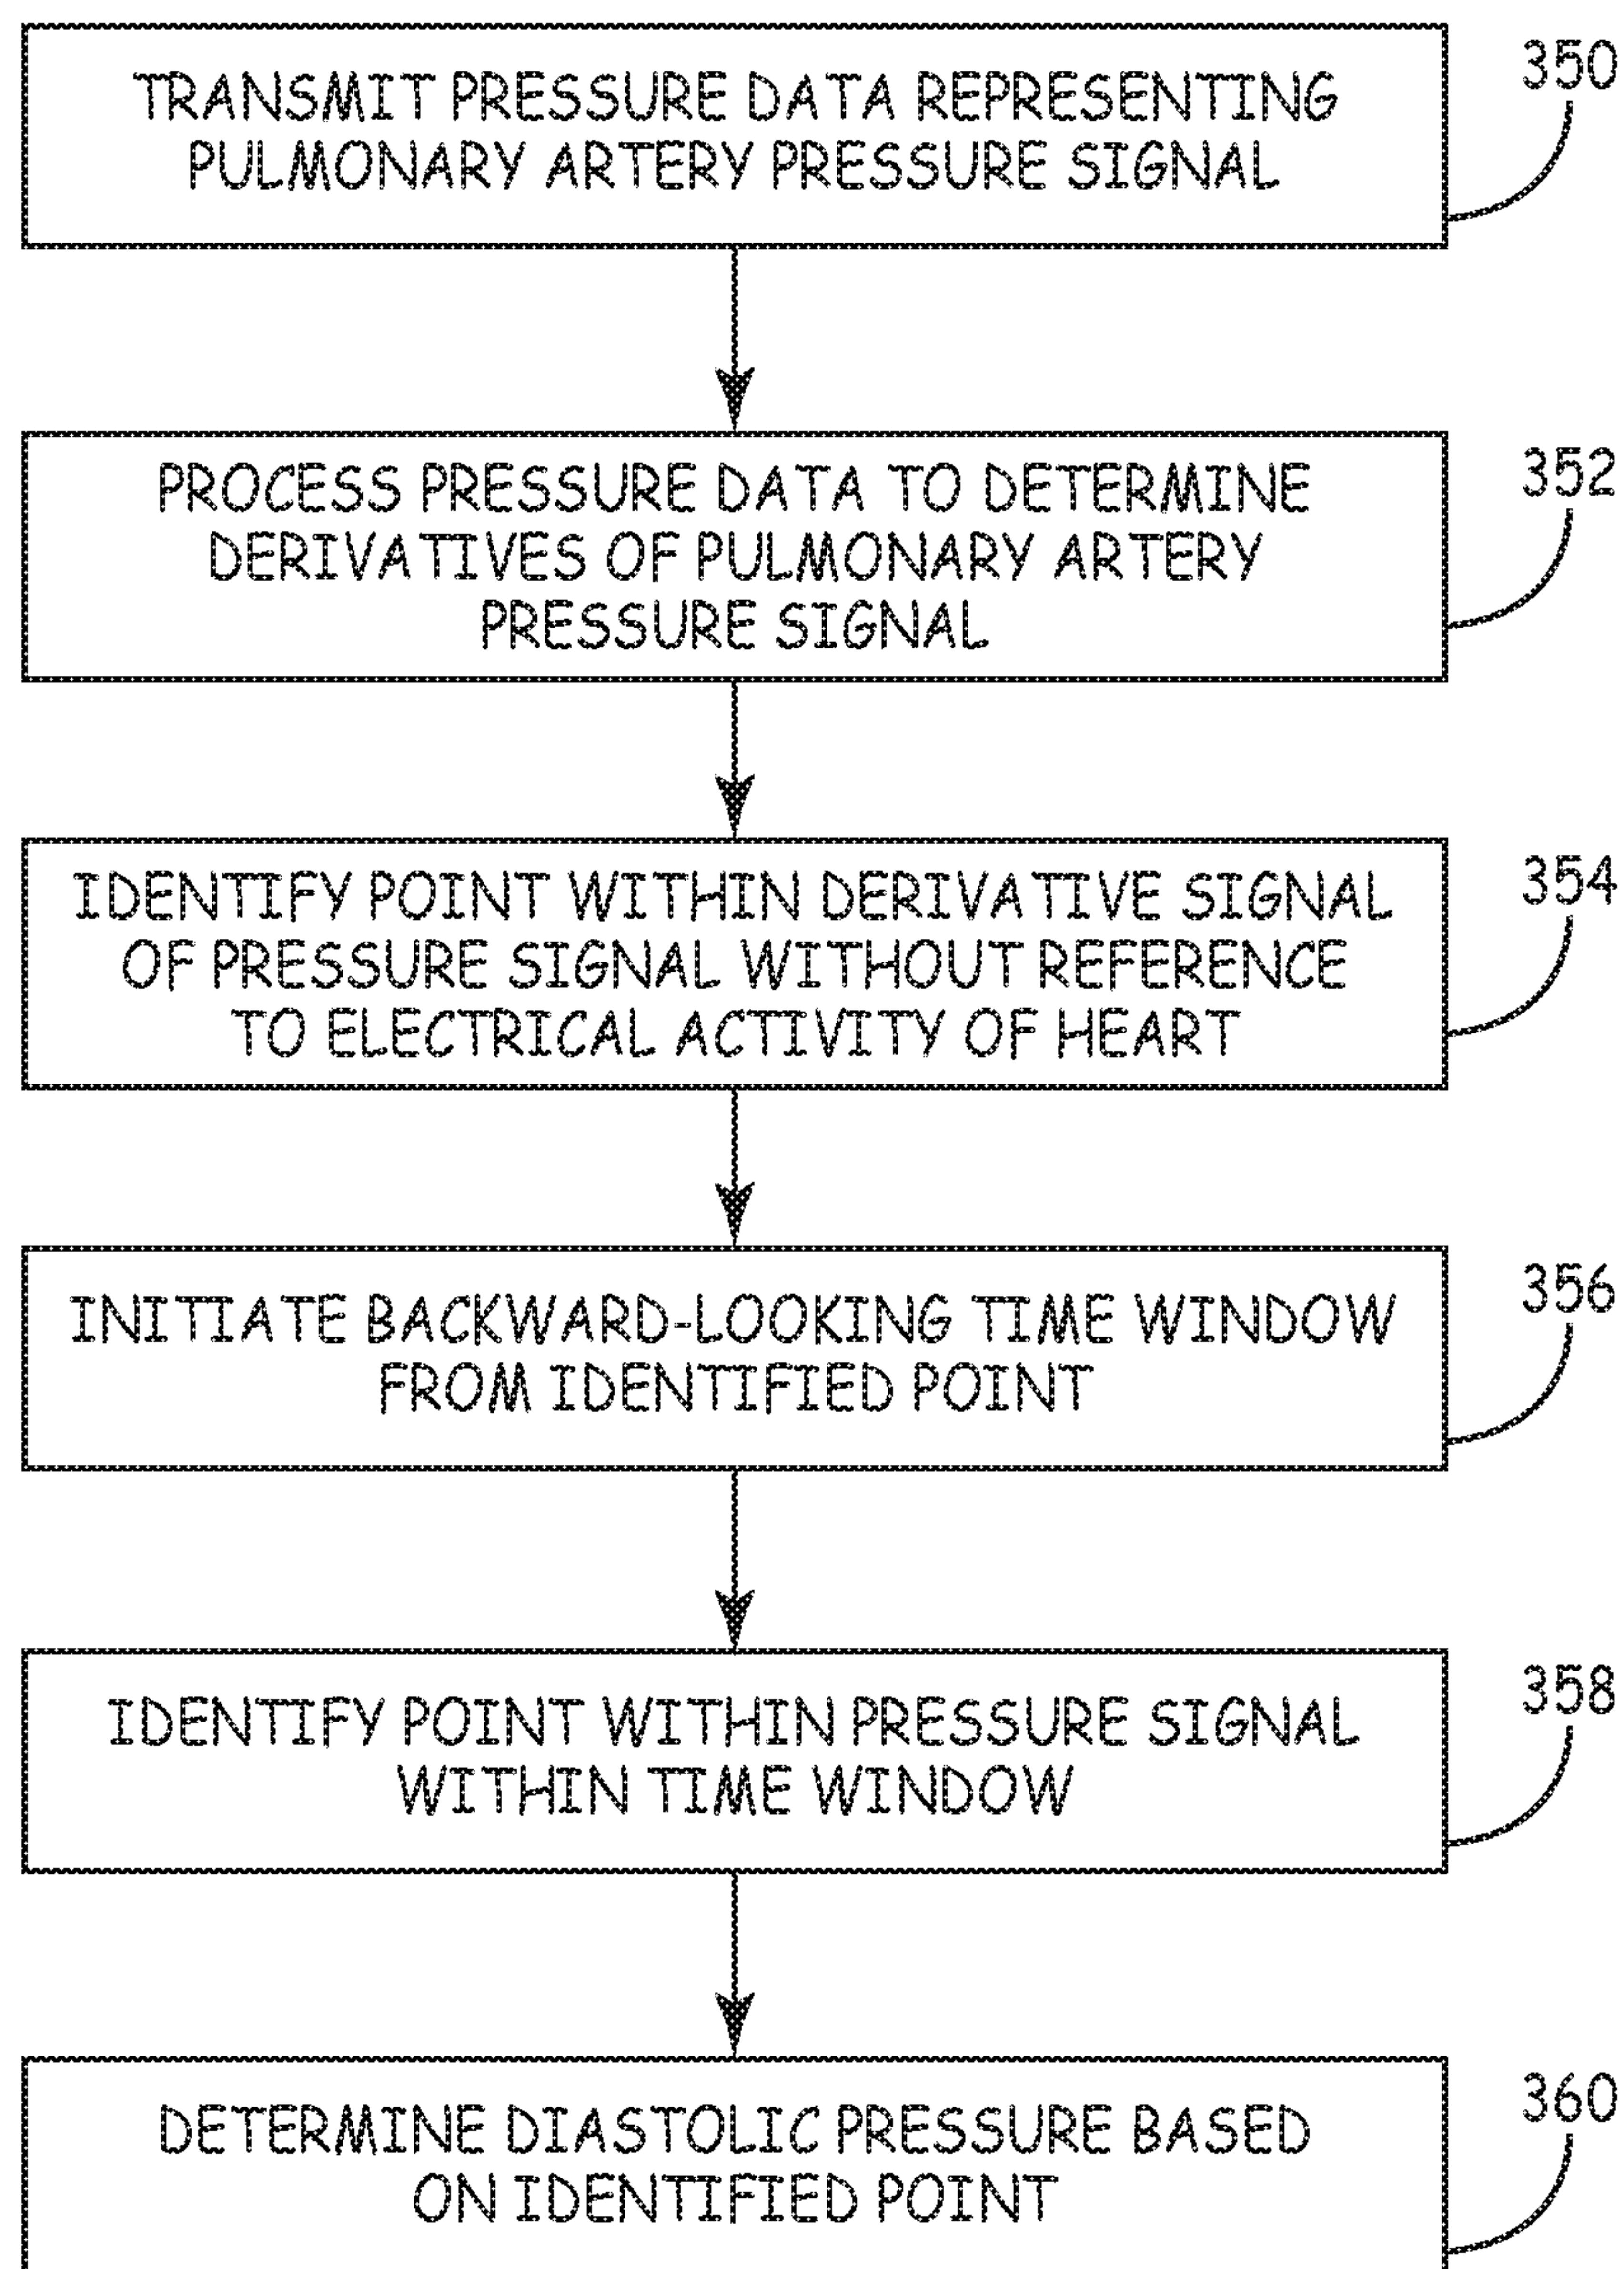 TRANSMIT PRESSURE DATA REPRESENTING
PULMONARY ARTERY PRESSURE SIGNAL
350
PROCESS PRESSURE DATA TO DETERMINE
DERIVATIVES OF PULMONARY ARTERY
PRESSURE SIGNAL
352
IDENTIFY POINT WITHIN DERIVATIVE SIGNAL
OF PRESSURE SIGNAL WITHOUT REFERENCE
TO ELECTRICAL ACTIVITY OF HEART
354
INITIATE BACKWARD-LOOKING TIME WINDOW
FROM IDENTIFIED POINT
356
IDENTIFY POINT WITHIN PRESSURE SIGNAL
WITHIN TIME WINDOW
358
DETERMINE DIASTOLIC PRESSURE BASED
ON IDENTIFIED POINT
360